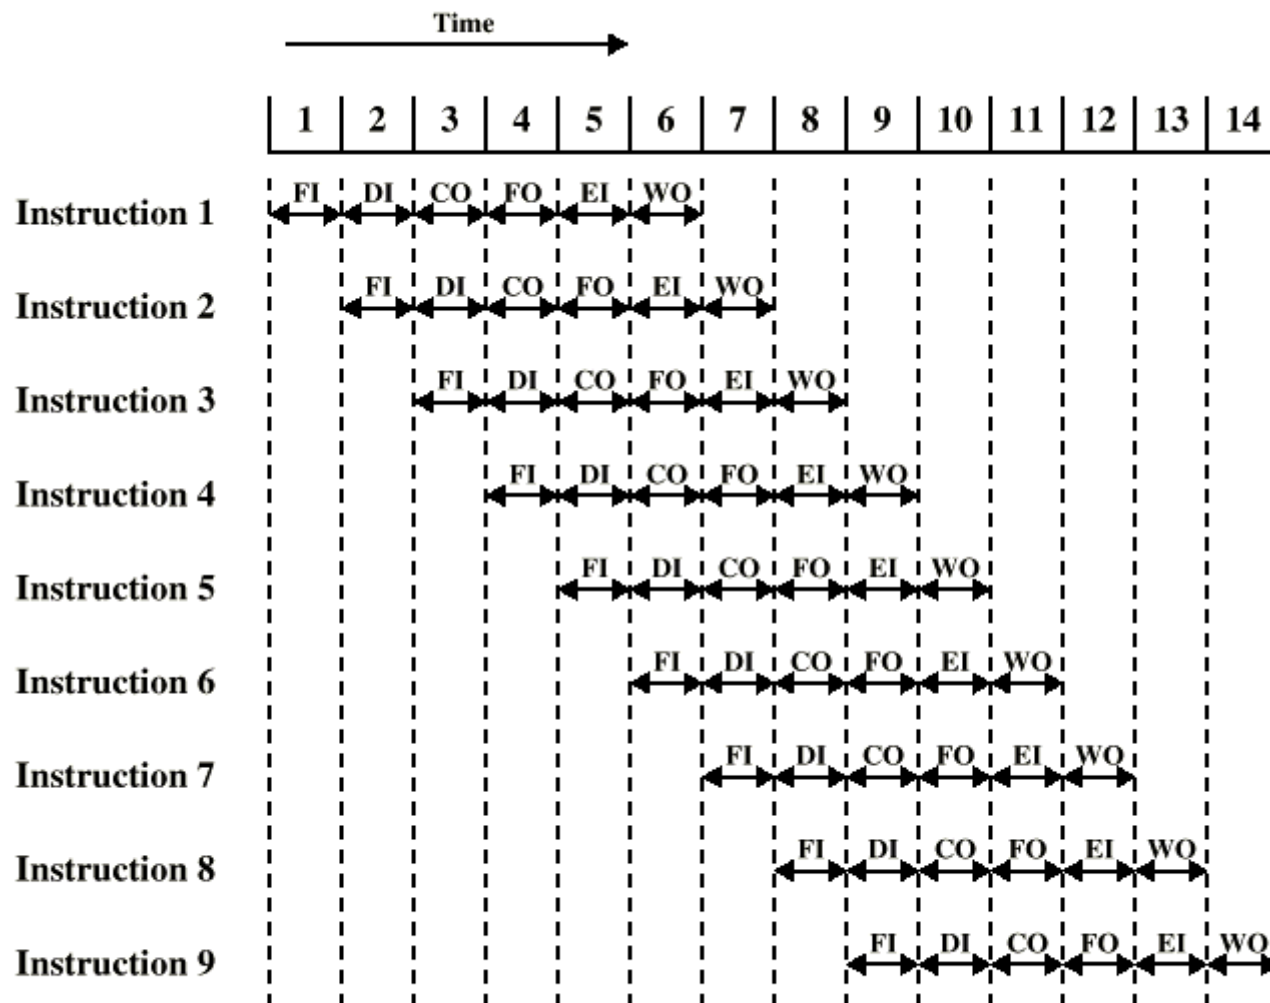 Time
1 2 3 4 5 6 7 8 9 10 11 12 13 14
Instruction 1 FI DI CO FO EI WO
Instruction 2 FI DI CO FO EI WO
Instruction 3 FI DI CO FO EI WO
Instruction 4 FI DI CO FO EI WO
Instruction 5 FI DI CO FO EI WO
Instruction 6 FI DI CO FO EI WO
Instruction 7 FI DI CO FO EI WO
Instruction 8 FI DI CO FO EI WO
Instruction 9 FI DI CO FO EI WO